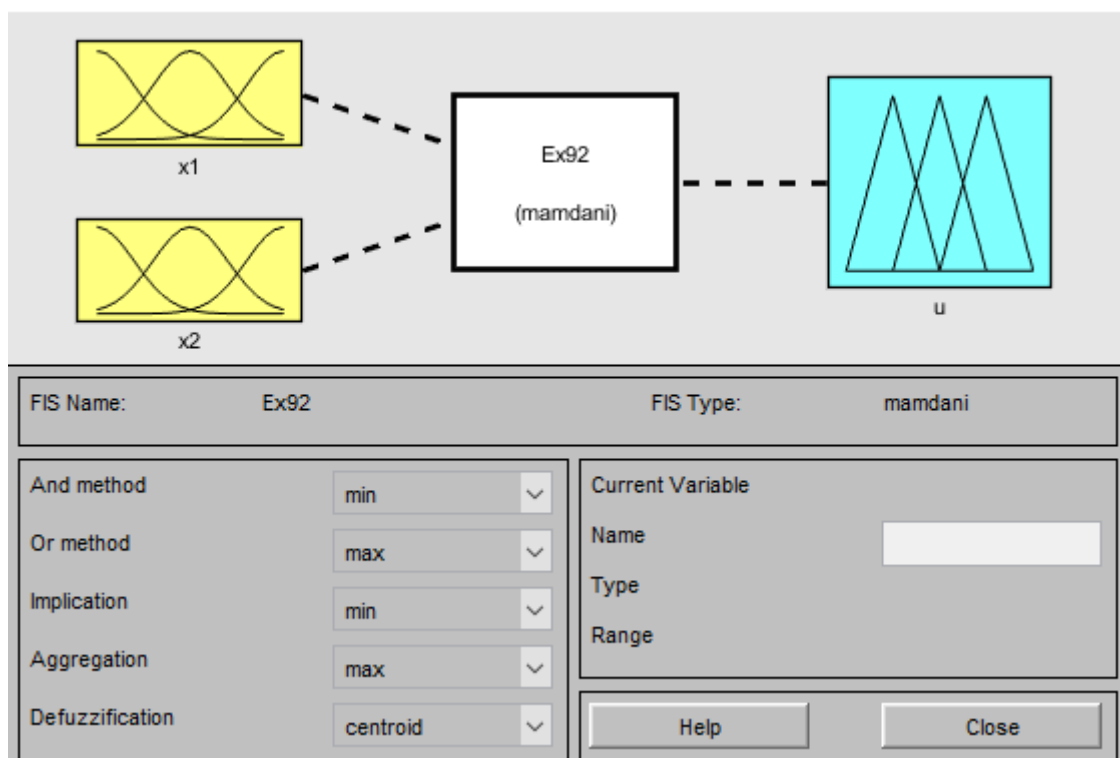 x1
x2
Ex92
(mamdani)
u
FIS Name: Ex92 FIS Type: mamdani
And method min
Or method max
Implication min
Aggregation max
Defuzzification centroid
Current Variable
Name
Type
Range
Help Close